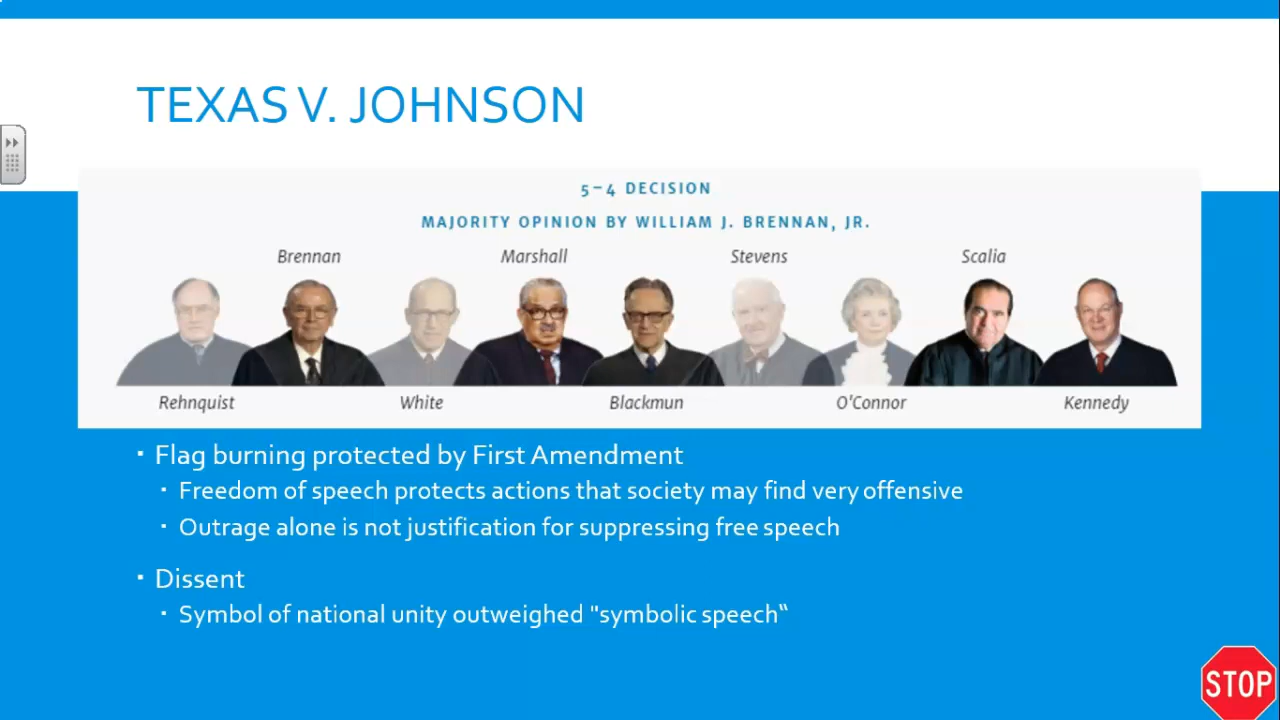 TEXAS V. JOHNSON
5–4 DECISION
MAJORITY OPINION BY WILLIAM J. BRENNAN, JR.
Brennan Marshall Stevens Scalia
Rehnquist White Blackmun O'Connor Kennedy
▪ Flag burning protected by First Amendment
▪ Freedom of speech protects actions that society may find very offensive
▪ Outrage alone is not justification for suppressing free speech
▪ Dissent
▪ Symbol of national unity outweighed "symbolic speech“
STOP